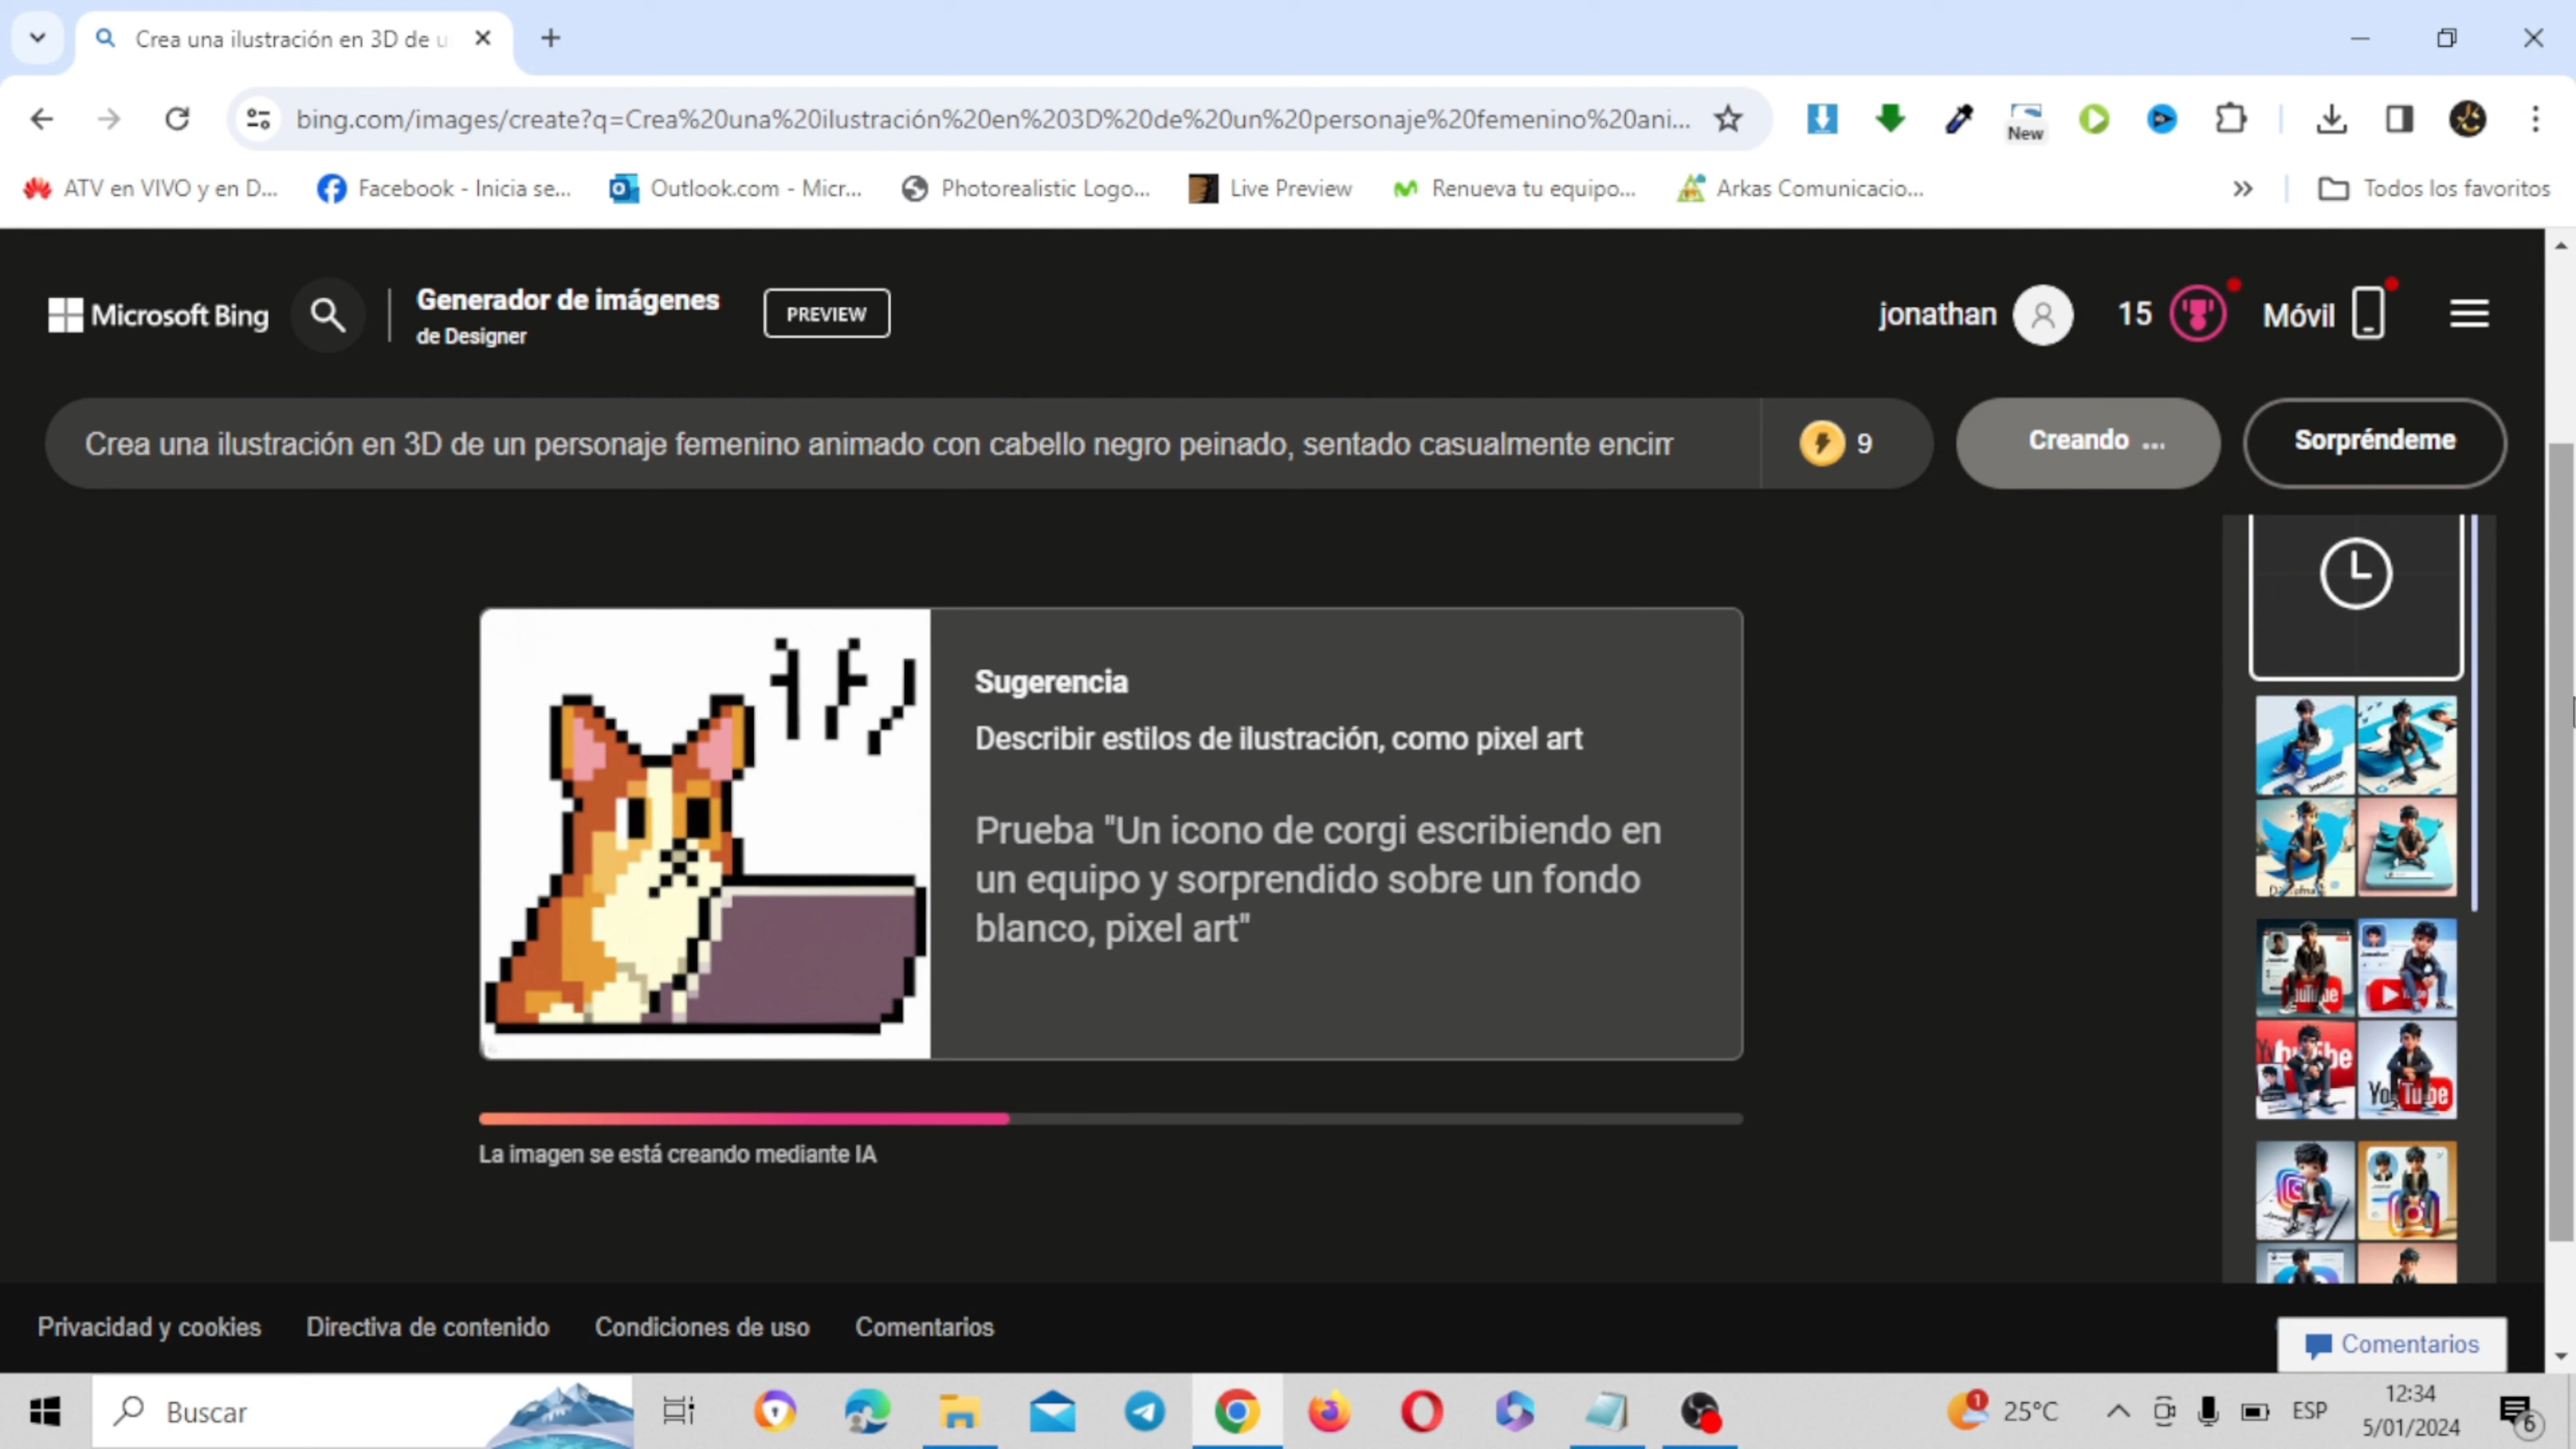 Crea una ilustración en 3D de u
bing.com/images/create?q=Crea%20una%20ilustración%20en%203D%20de%20un%20personaje%20femenino%20ani...
New
ATV en VIVO y en D...
Facebook - Inicia se...
Outlook.com - Micr...
Photorealistic Logo...
Live Preview
Renueva tu equipo...
Arkas Comunicacio...
Todos los favoritos
Microsoft Bing
Generador de imágenes
de Designer
PREVIEW
jonathan
15
Móvil
Crea una ilustración en 3D de un personaje femenino animado con cabello negro peinado, sentado casualmente encim
9
Creando ...
Sorpréndeme
Sugerencia
Describir estilos de ilustración, como pixel art
Prueba "Un icono de corgi escribiendo en
un equipo y sorprendido sobre un fondo
blanco, pixel art"
La imagen se está creando mediante IA
YouTube
Privacidad y cookies
Directiva de contenido
Condiciones de uso
Comentarios
Comentarios
Buscar
1
25°C
ESP
12:34
5/01/2024
6